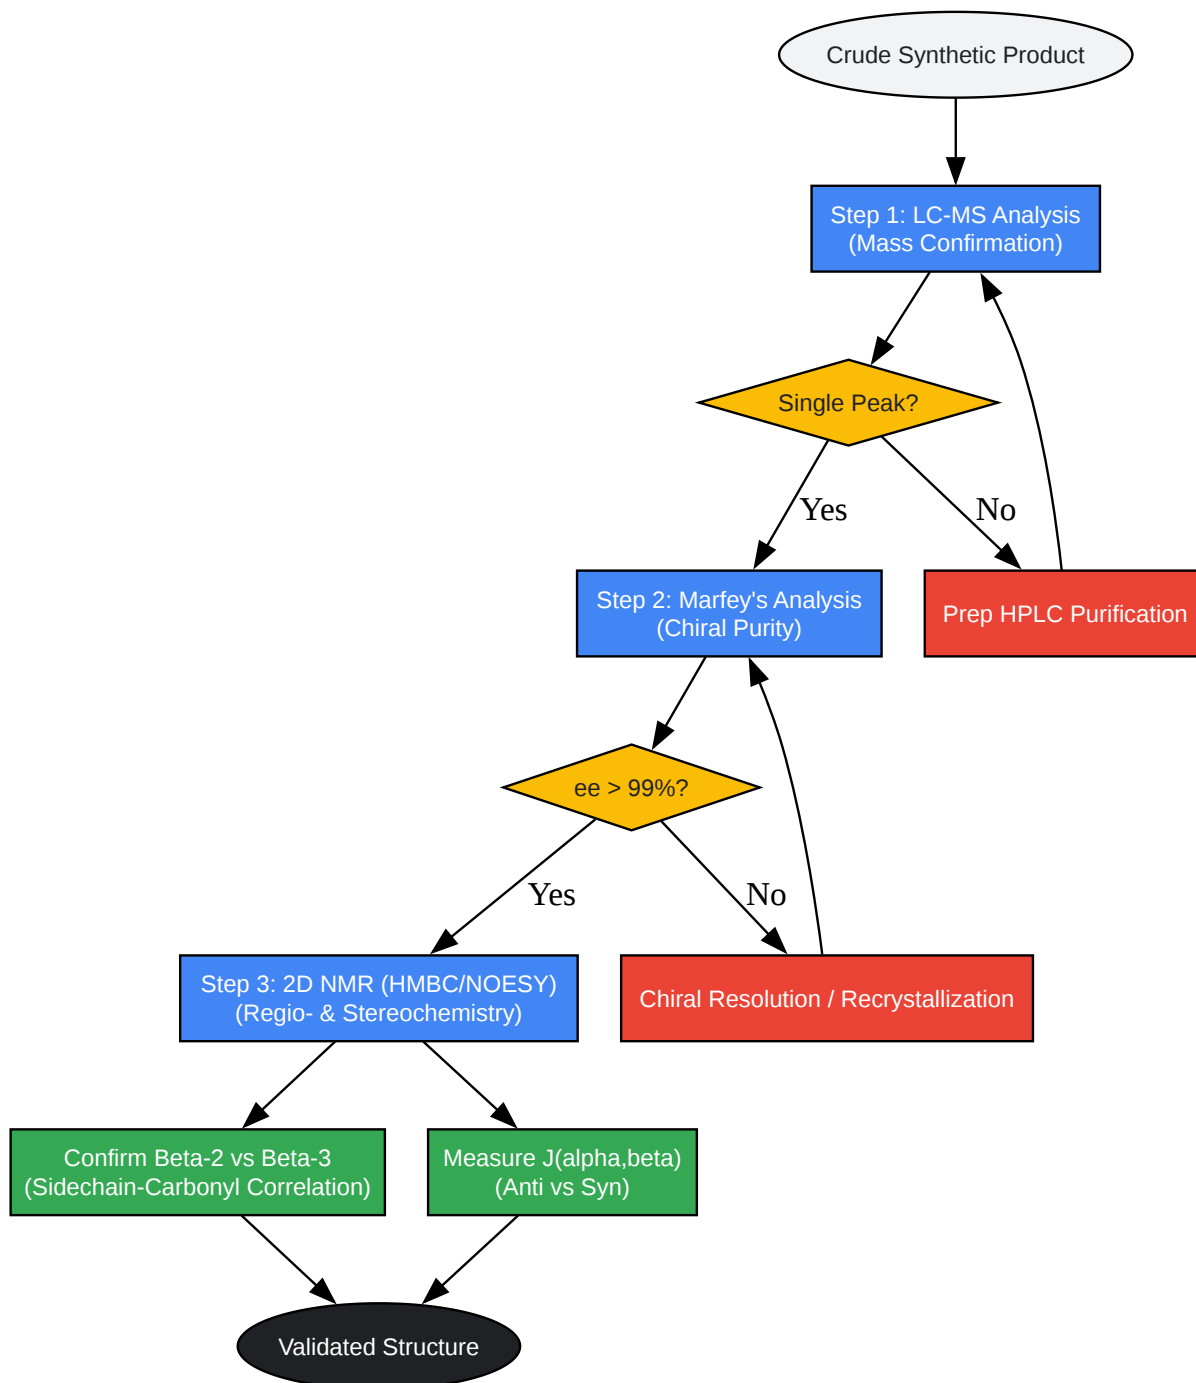 Crude Synthetic Product
Step 1: LC-MS Analysis
(Mass Confirmation)
Single Peak?
Yes
No
Step 2: Marfey's Analysis
(Chiral Purity)
Prep HPLC Purification
ee > 99%?
Yes
No
Step 3: 2D NMR (HMBC/NOESY)
(Regio- & Stereochemistry)
Chiral Resolution / Recrystallization
Confirm Beta-2 vs Beta-3
(Sidechain-Carbonyl Correlation)
Measure J(alpha,beta)
(Anti vs Syn)
Validated Structure